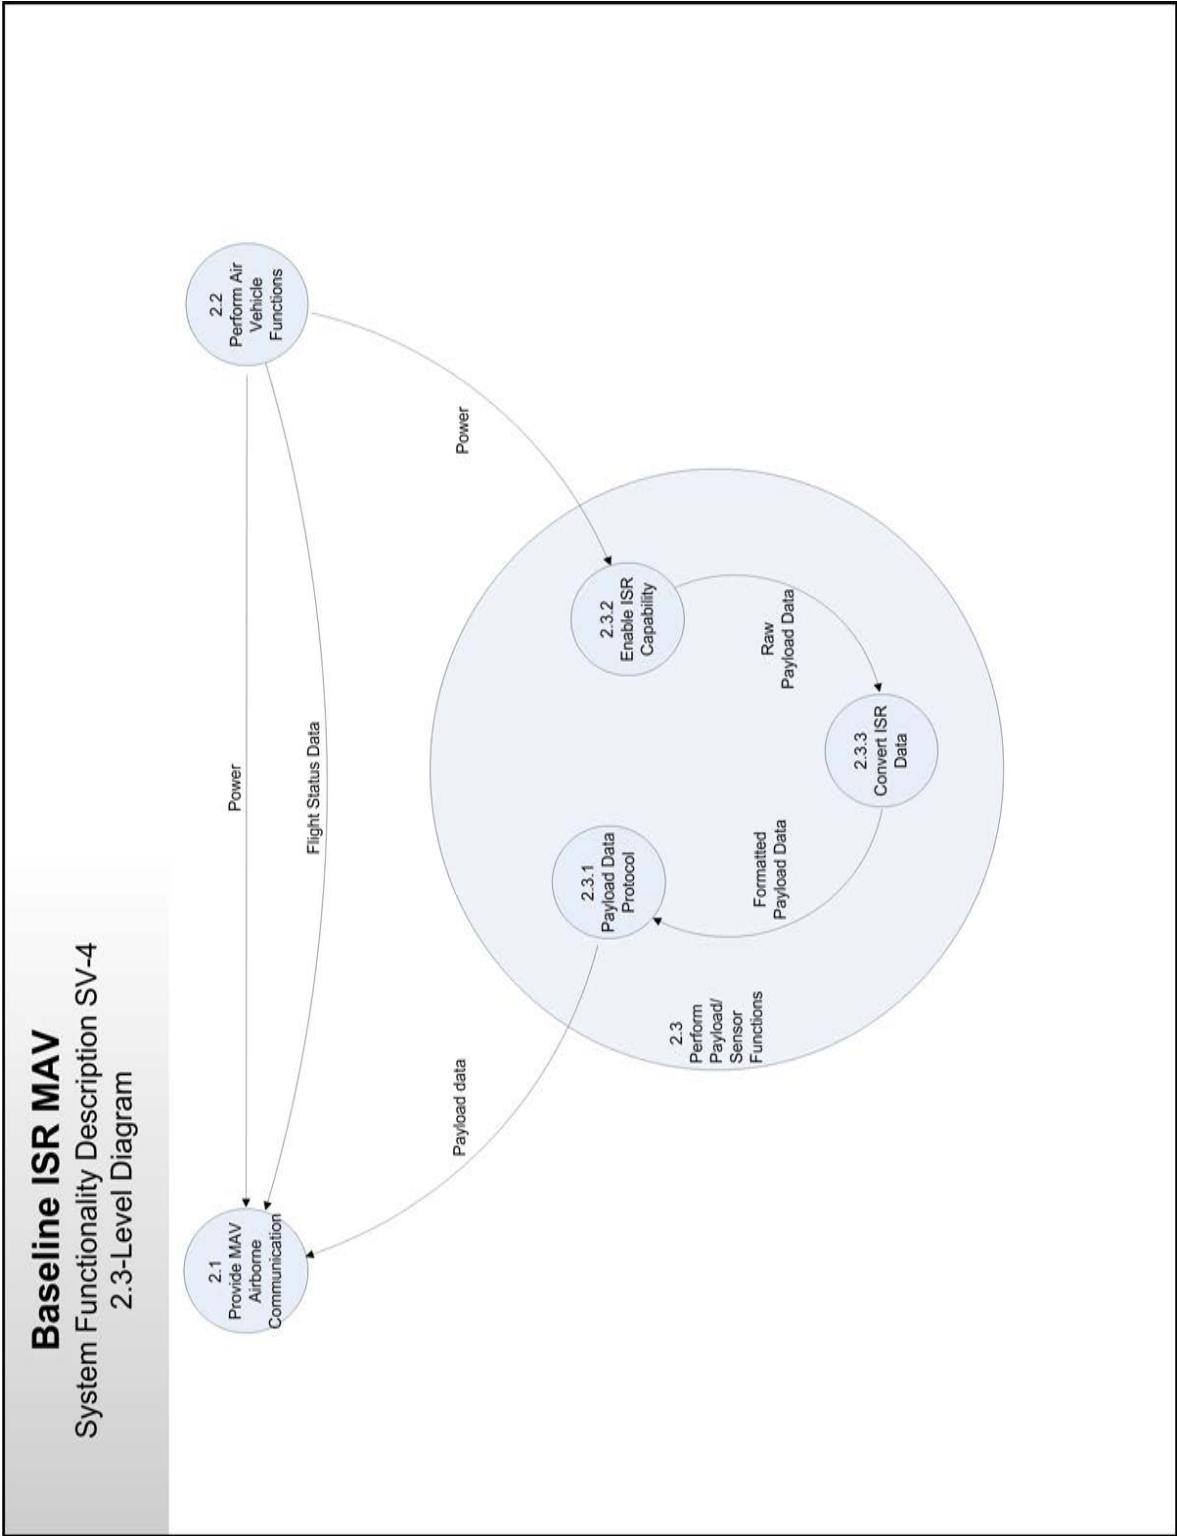 Baseline ISR MAV
System Functionality Description SV-4
2.3-Level Diagram
2.1
Provide MAV
Airborne
Communication
Power
Flight Status Data
2.2
Perform Air
Vehicle
Functions
Payload data
Power
2.3.1
Payload Data
Protocol
2.3.2
Enable ISR
Capability
2.3
Perform
Payload/
Sensor
Functions
Formatted
Payload Data
Raw
Payload Data
2.3.3
Convert ISR
Data